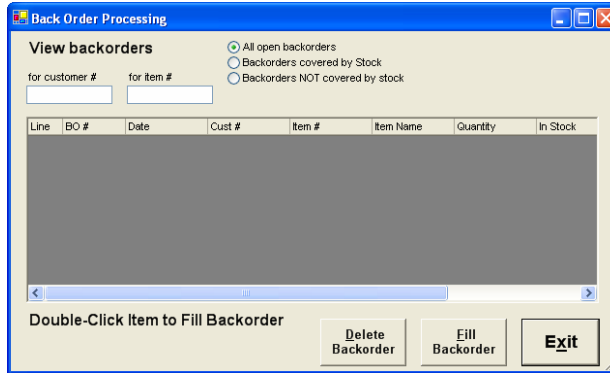 Back Order Processing
View backorders
All open backorders
Backorders covered by Stock
Backorders NOT covered by stock
for customer # for item #
Line BO # Date Cust # Item # Item Name Quantity In Stock
Double-Click Item to Fill Backorder
Delete
Backorder
Fill
Backorder
Exit